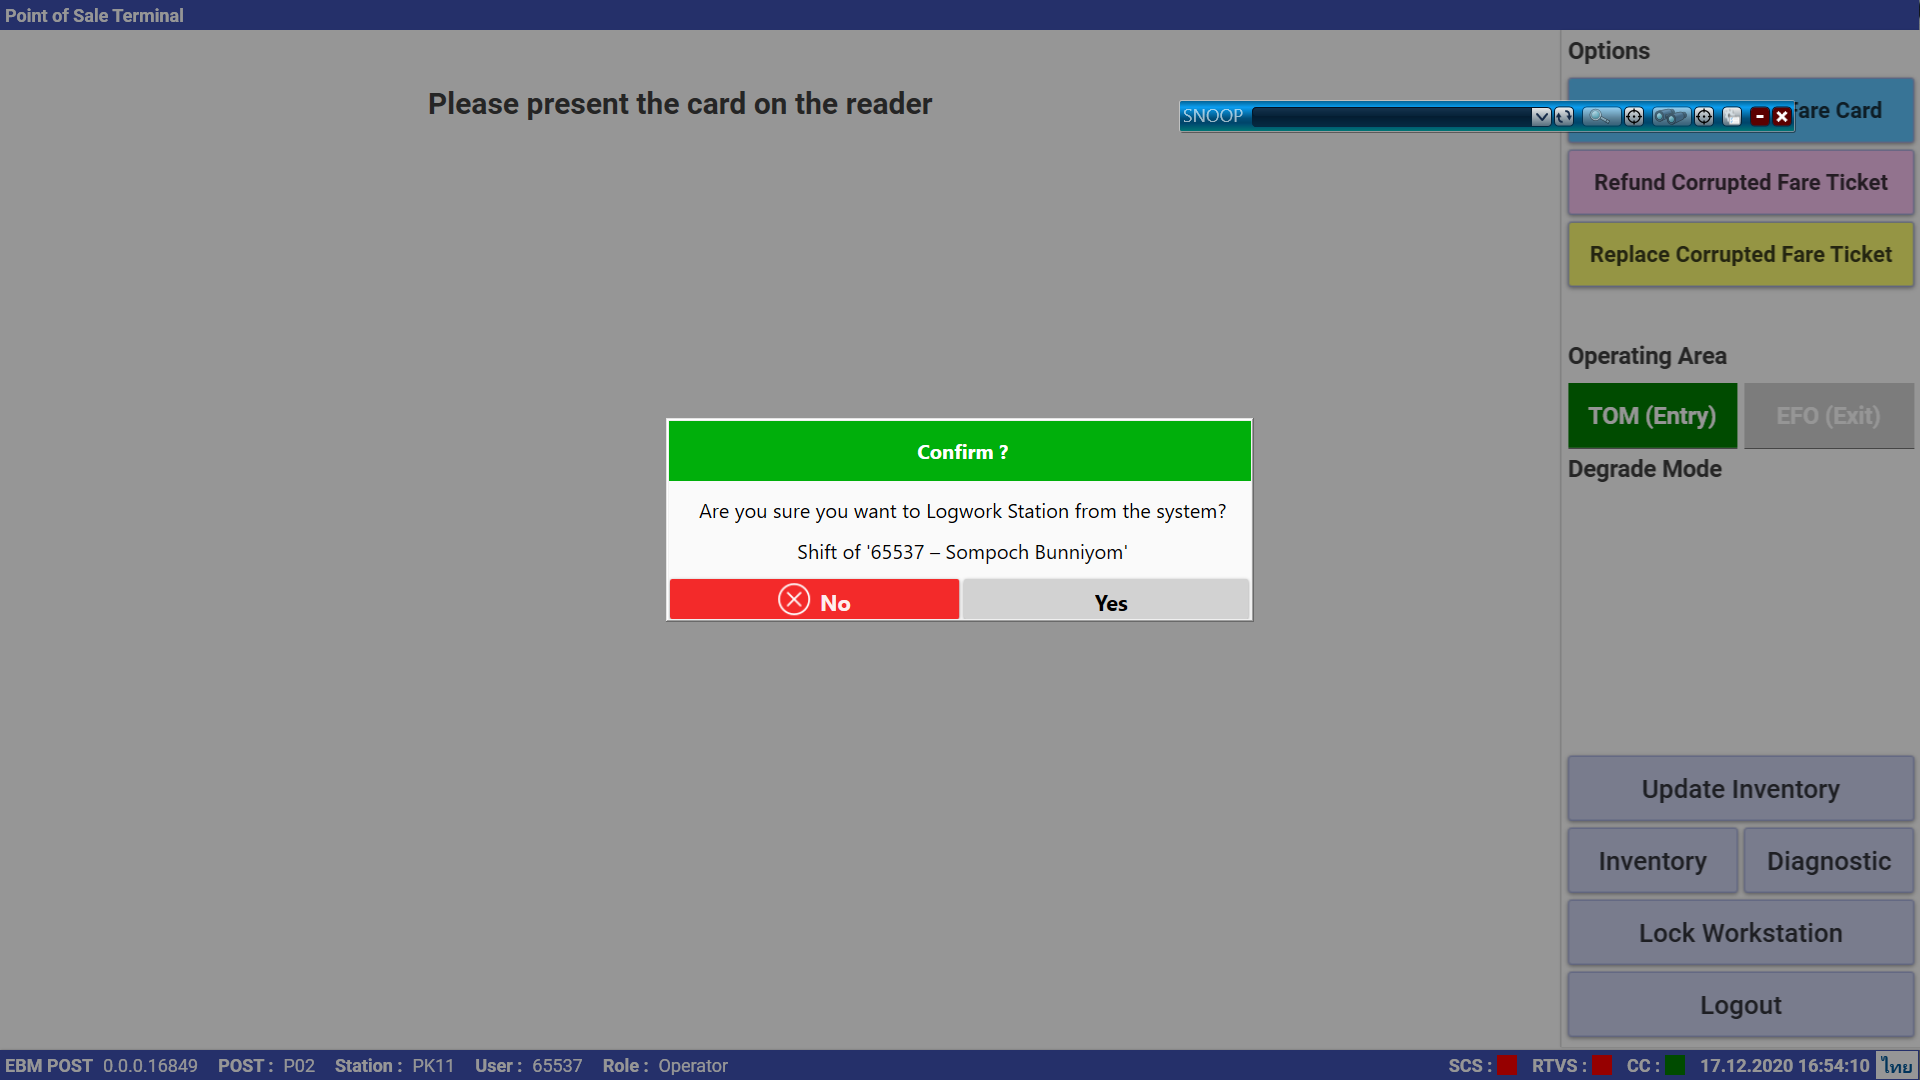 Point of Sale Terminal
Please present the card on the reader
SNOOP
Options
Fare Card
Refund Corrupted Fare Ticket
Replace Corrupted Fare Ticket
Operating Area
TOM (Entry)
EFO (Exit)
Degrade Mode
Confirm ?
Are you sure you want to Logwork Station from the system?
Shift of '65537 – Sompoch Bunniyom'
No
Yes
Update Inventory
Inventory
Diagnostic
Lock Workstation
Logout
EBM POST 0.0.0.16849 POST : P02 Station : PK11 User : 65537 Role : Operator
SCS : RTVS : CC : 17.12.2020 16:54:10 ไทย